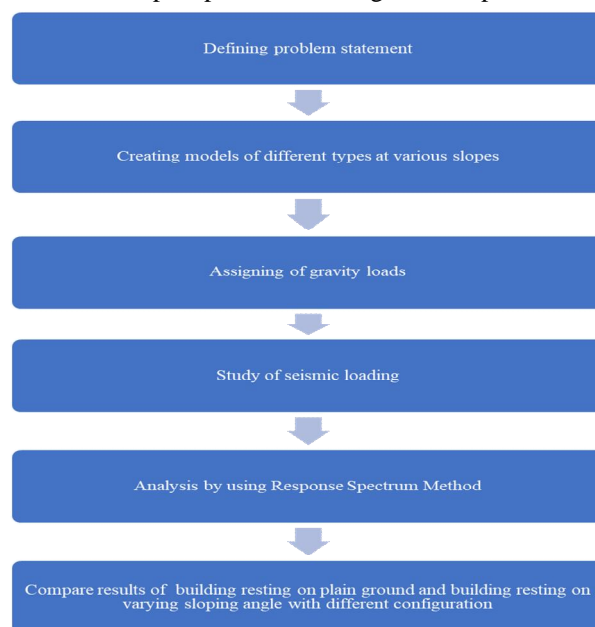 Defining problem statement
Creating models of different types at various slopes
Assigning of gravity loads
Study of seismic loading
Analysis by using Response Spectrum Method
Compare results of building resting on plain ground and building resting on
varying sloping angle with different configuration